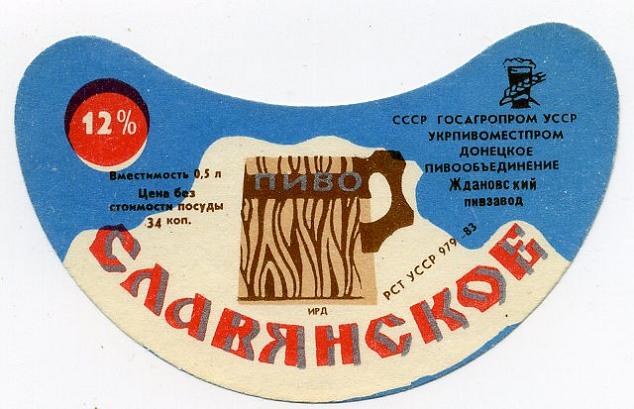 12%
Вместимость 0,5 л
Цена без
стоимости посуды
34 коп.
ПИВО
СССР ГОСАГРОПРОМ УССР
УКРПИВОМЕСТПРОМ
ДОНЕЦКОЕ
ПИВООБЪЕДИНЕНИЕ
Ждановский
пивзавод
РСТ УССР 979 -83
ИРД
СЛАВЯНСКОЕ